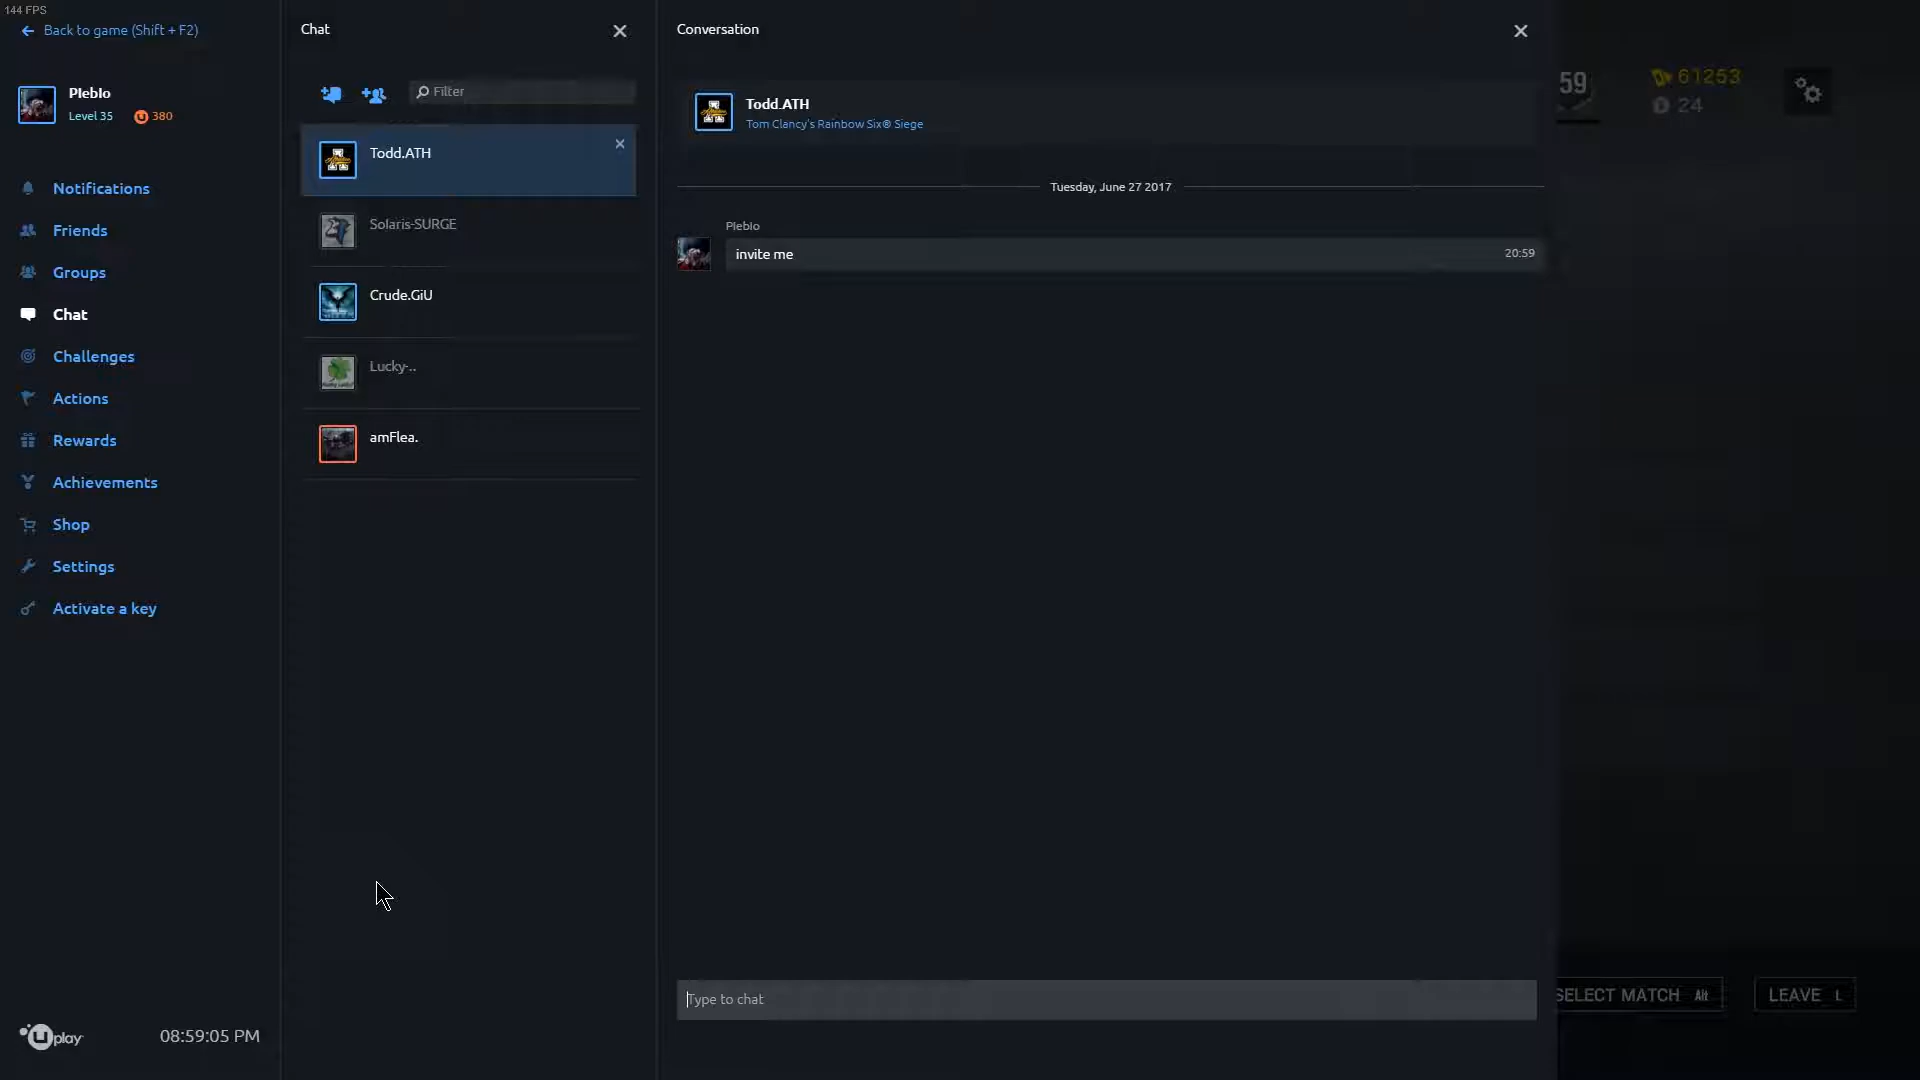 144 FPS
Back to game (Shift + F2)
Pleblo
Level 35
380
Notifications
Friends
Groups
Chat
Challenges
Actions
Rewards
Achievements
Shop
Settings
Activate a key
uplay
08:59:05 PM
Chat
Filter
Todd.ATH
Solaris-SURGE
Crude.GiU
Lucky-..
amFlea.
Conversation
Todd.ATH
Tom Clancy's Rainbow Six® Siege
Tuesday, June 27 2017
Pleblo
invite me 20:59
Type to chat
59
61253
24
SELECT MATCH Alt
LEAVE L